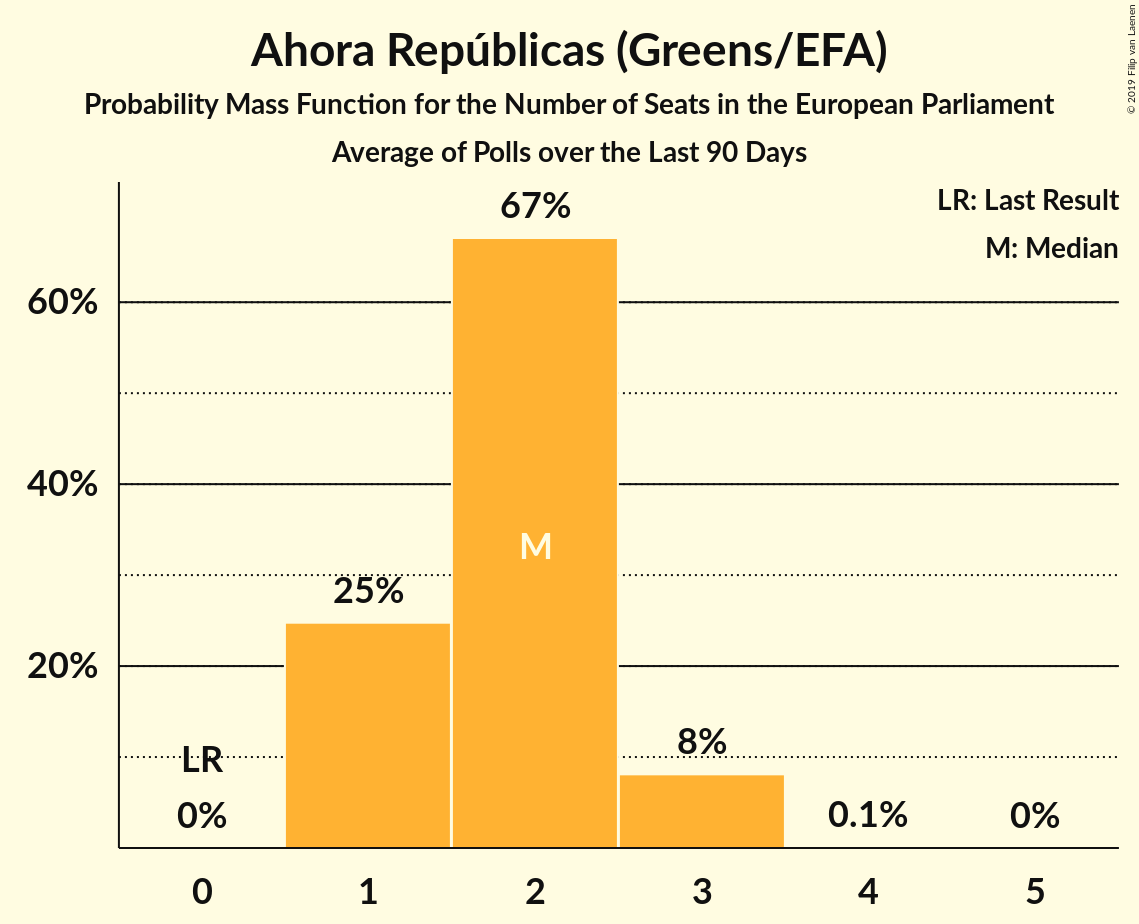 Ahora Repúblicas (Greens/EFA)
Probability Mass Function for the Number of Seats in the European Parliament
Average of Polls over the Last 90 Days
© 2019 Filip van Laenen
LR: Last Result
M: Median
67%
60%
40%
M
25%
20%
8%
LR
0%
0.1%
0%
0 1 2 3 4 5